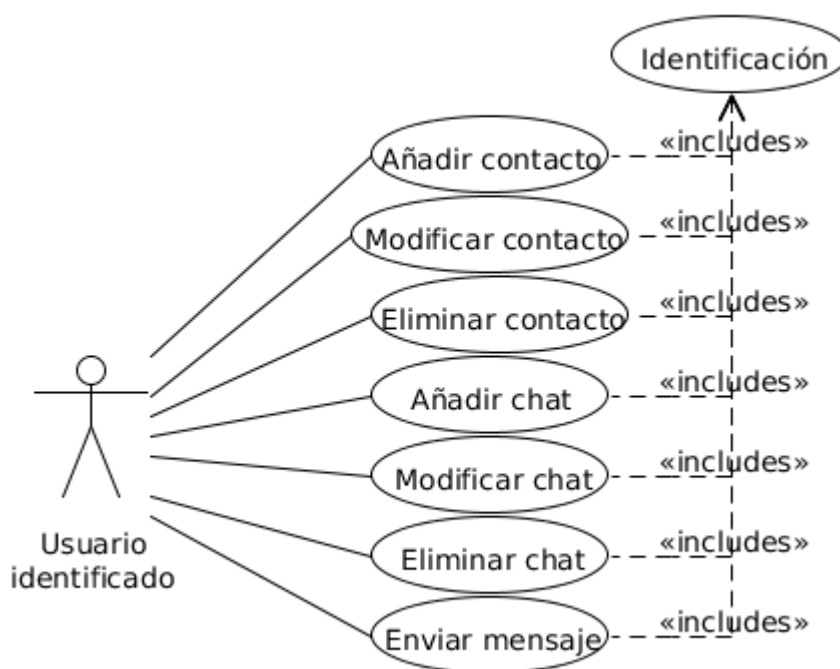 Identificación
Añadir contacto
«includes»
Modificar contacto
«includes»
Eliminar contacto
«includes»
Añadir chat
«includes»
Modificar chat
«includes»
Eliminar chat
«includes»
Enviar mensaje
«includes»
Usuario
identificado